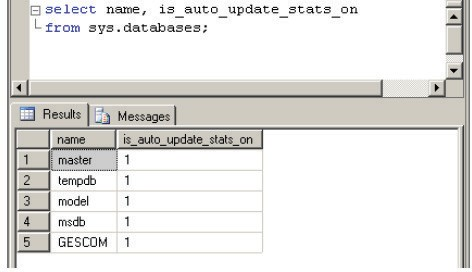 select name, is_auto_update_stats_on
from sys.databases;
Results Messages
name is_auto_update_stats_on
1 master 1
2 tempdb 1
3 model 1
4 msdb 1
5 GESCOM 1